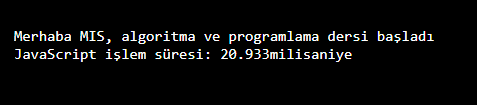 Merhaba MIS, algoritma ve programlama dersi başladı
JavaScript işlem süresi: 20.933milisaniye